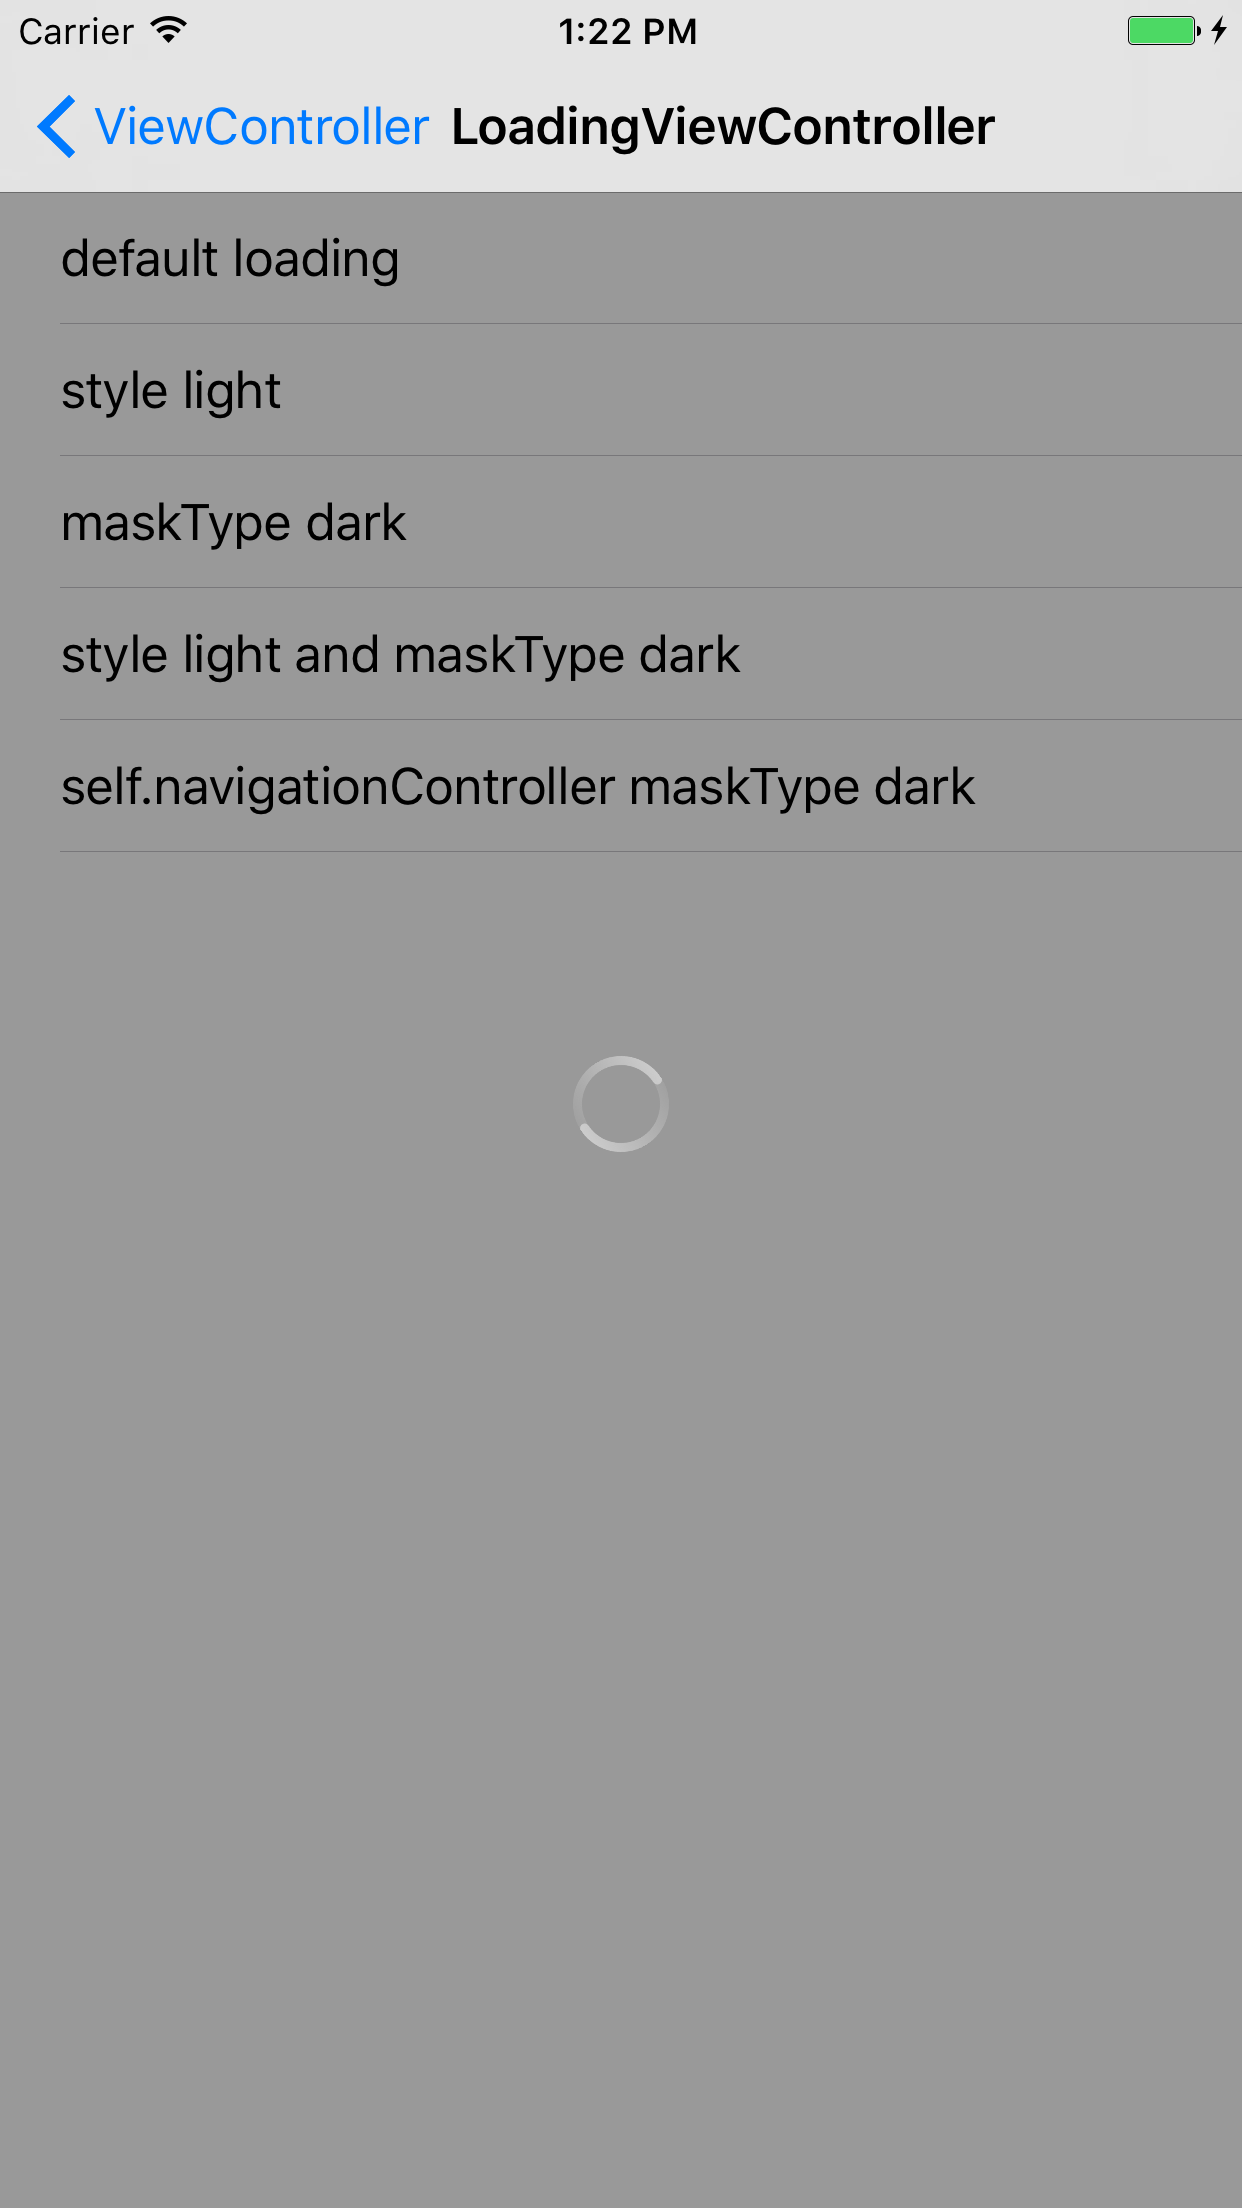 Carrier 1:22 PM
ViewController LoadingViewController
default loading
style light
maskType dark
style light and maskType dark
self.navigationController maskType dark